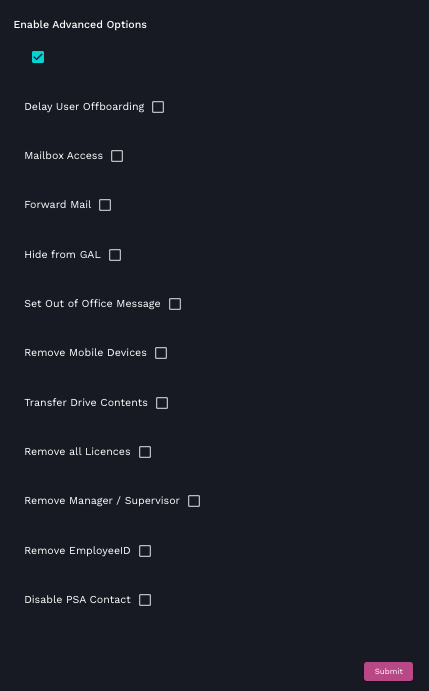 Enable Advanced Options
Delay User Offboarding
Mailbox Access
Forward Mail
Hide from GAL
Set Out of Office Message
Remove Mobile Devices
Transfer Drive Contents
Remove all Licences
Remove Manager / Supervisor
Remove EmployeeID
Disable PSA Contact
Submit